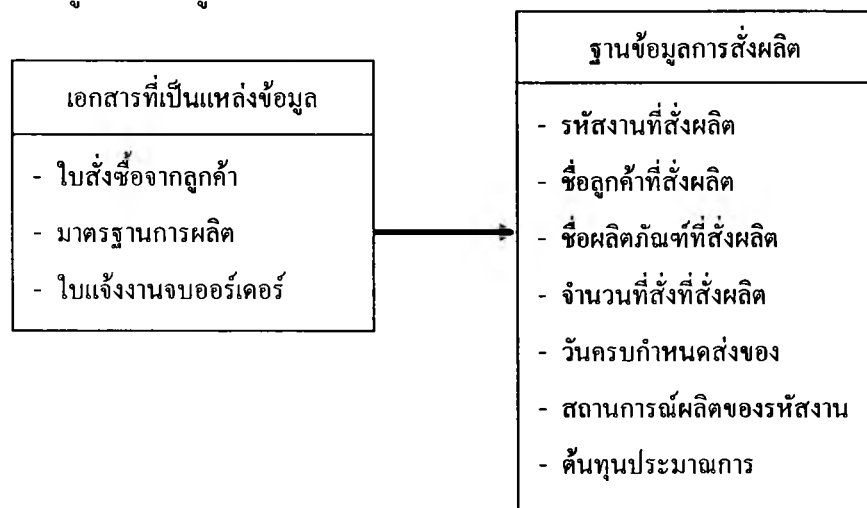 เอกสารที่เป็นแหล่งข้อมูล
- ใบสั่งซื้อจากลูกค้า
- มาตรฐานการผลิต
- ใบแจ้งงานจบออร์เดอร์
ฐานข้อมูลการสั่งผลิต
- รหัสงานที่สั่งผลิต
- ชื่อลูกค้าที่สั่งผลิต
- ชื่อผลิตภัณฑ์ที่สั่งผลิต
- จำนวนที่สั่งที่สั่งผลิต
- วันครบกำหนดส่งของ
- สถานการณ์ผลิตของรหัสงาน
- ต้นทุนประมาณการ